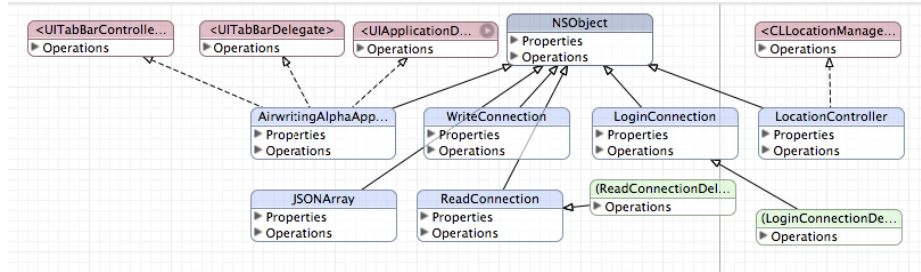 <UITabBarControlle...
▶ Operations
<UITabBarDelegate>
▶ Operations
<UIApplicationD...
▶ Operations
NSObject
▶ Properties
▶ Operations
<CLLocationManage...
▶ Operations
AirwritingAlphaApp...
▶ Properties
▶ Operations
WriteConnection
▶ Properties
▶ Operations
LoginConnection
▶ Properties
▶ Operations
LocationController
▶ Properties
▶ Operations
JSONArray
▶ Properties
▶ Operations
ReadConnection
▶ Properties
▶ Operations
(ReadConnectionDel...
▶ Operations
(LoginConnectionDe...
▶ Operations